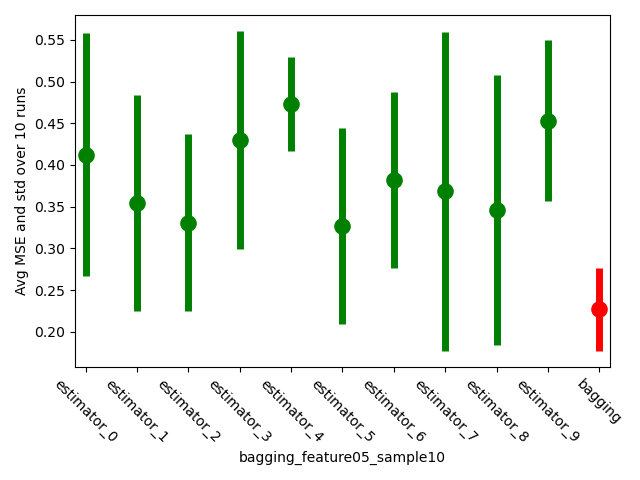 Avg MSE and std over 10 runs
0.55
0.50
0.45
0.40
0.35
0.30
0.25
0.20
estimator_0
estimator_1
estimator_2
estimator_3
estimator_4
estimator_5
estimator_6
estimator_7
estimator_8
estimator_9
bagging
bagging_feature05_sample10